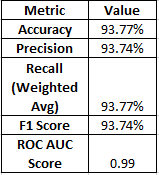 Metric Value
Accuracy 93.77%
Precision 93.74%
Recall
(Weighted
Avg) 93.77%
F1 Score 93.74%
ROC AUC
Score 0.99